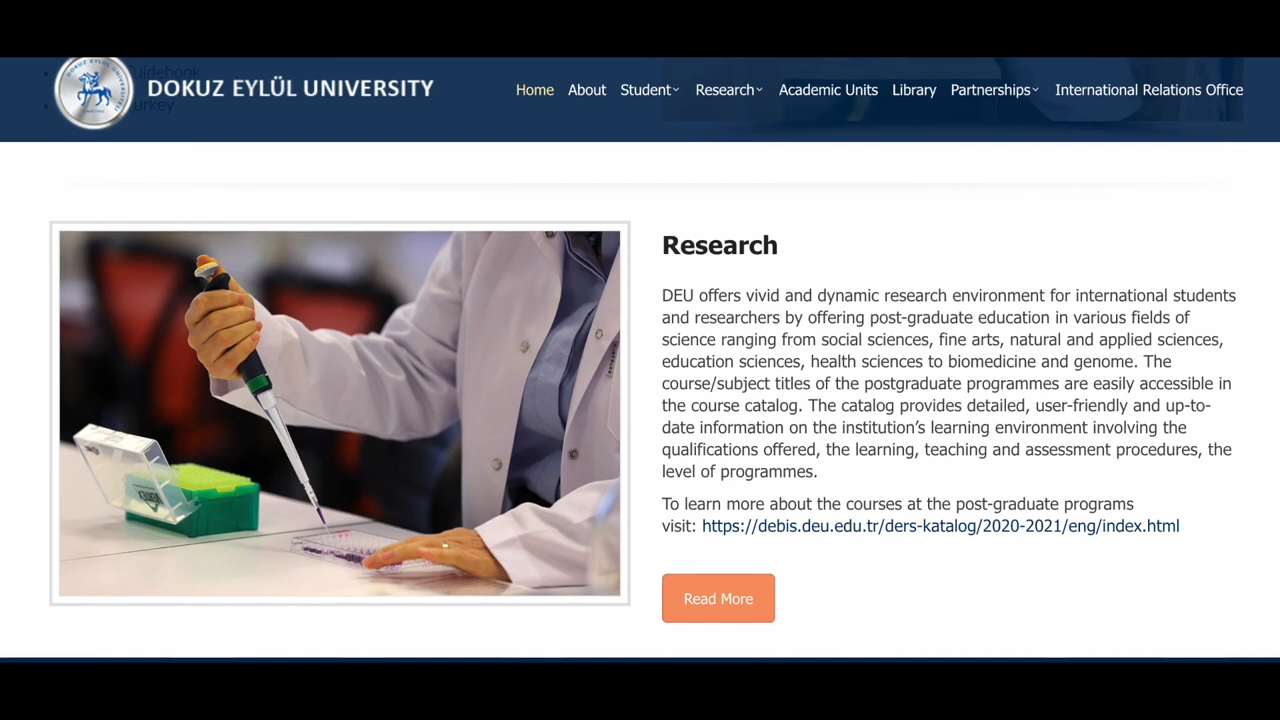 Guidebook
Turkey
DOKUZ EYLÜL UNIVERSITY
Home About Student Research Academic Units Library Partnerships International Relations Office
Research
DEU offers vivid and dynamic research environment for international students
and researchers by offering post-graduate education in various fields of
science ranging from social sciences, fine arts, natural and applied sciences,
education sciences, health sciences to biomedicine and genome. The
course/subject titles of the postgraduate programmes are easily accessible in
the course catalog. The catalog provides detailed, user-friendly and up-to-
date information on the institution’s learning environment involving the
qualifications offered, the learning, teaching and assessment procedures, the
level of programmes.
To learn more about the courses at the post-graduate programs
visit: https://debis.deu.edu.tr/ders-katalog/2020-2021/eng/index.html
Read More